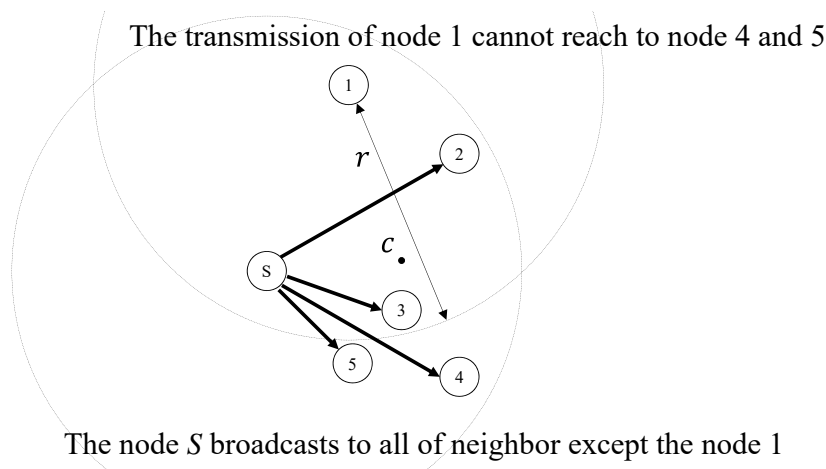 The transmission of node 1 cannot reach to node 4 and 5
1
2
r
c
S
3
5
4
The node S broadcasts to all of neighbor except the node 1